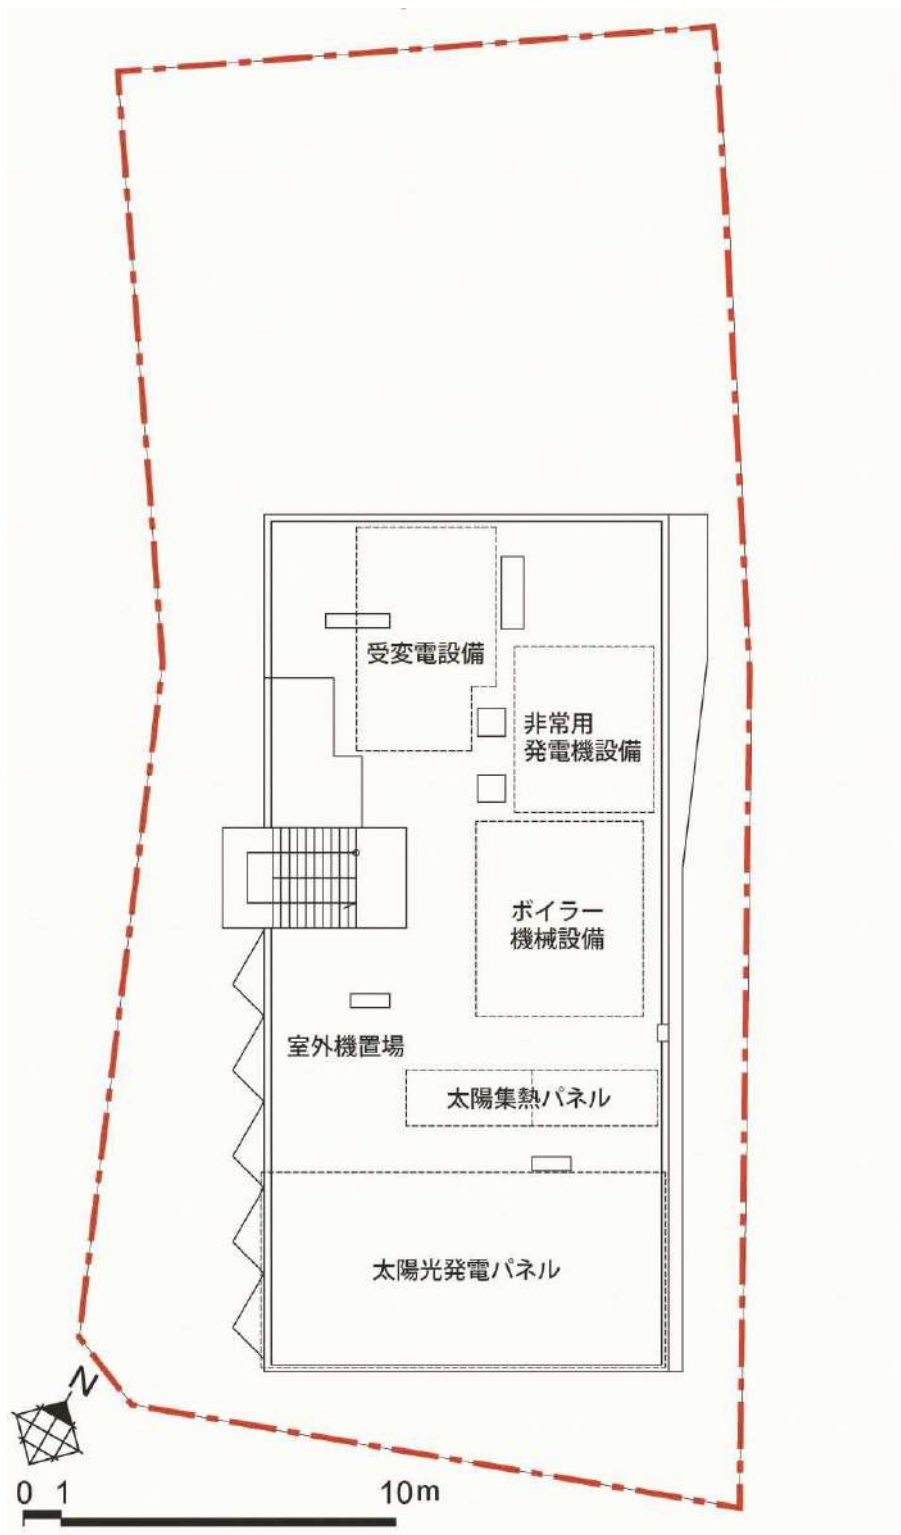 受変電設備
非常用
発電機設備
ボイラー
機械設備
室外機置場
太陽集熱パネル
太陽光発電パネル
N
0 1 10m